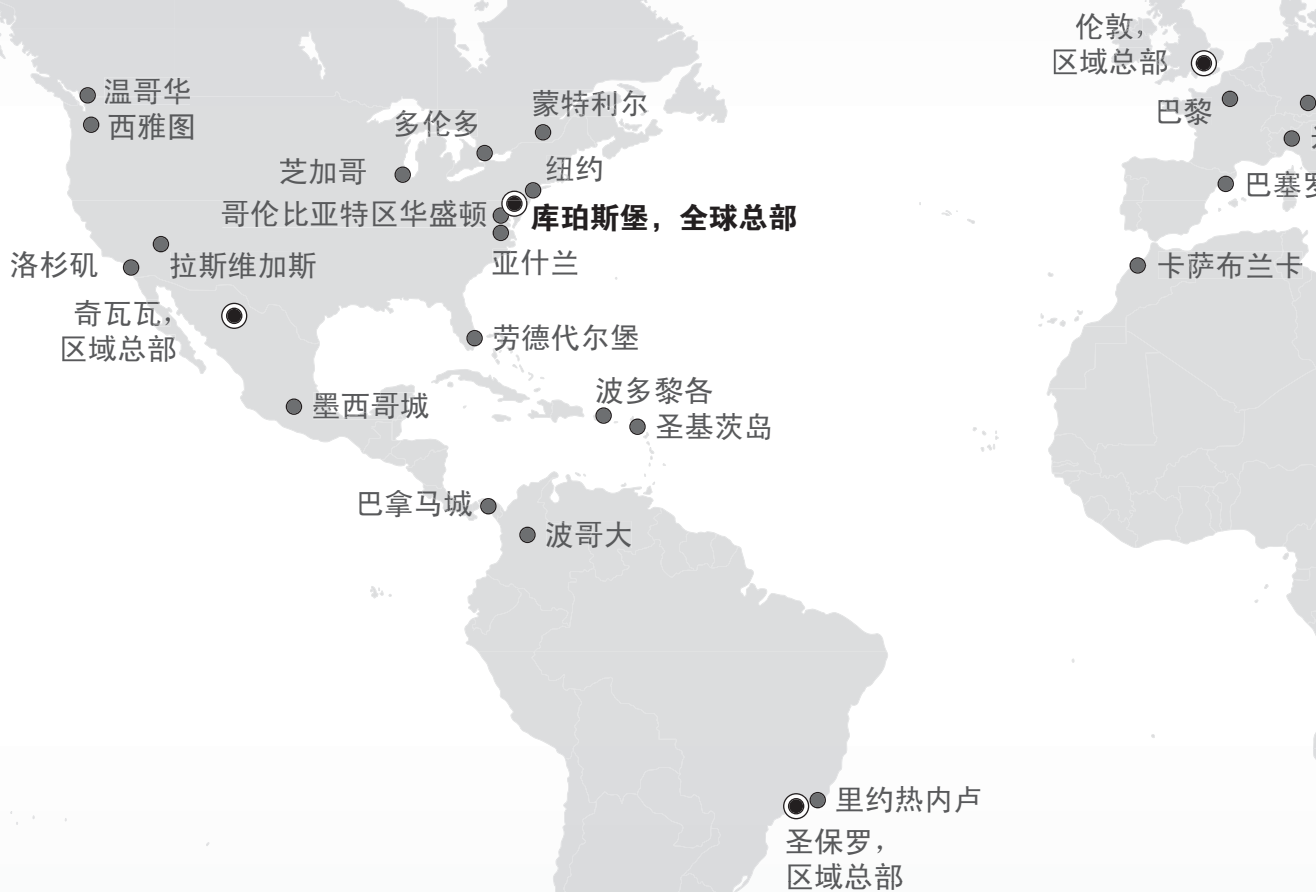 伦敦，
区域总部
温哥华
西雅图
多伦多
蒙特利尔
巴黎
芝加哥
纽约
巴塞
哥伦比亚特区华盛顿
库珀斯堡，全球总部
亚什兰
洛杉矶
拉斯维加斯
卡萨布兰卡
奇瓦瓦，
区域总部
劳德代尔堡
波多黎各
墨西哥城
圣基茨岛
巴拿马城
波哥大
里约热内卢
圣保罗，
区域总部